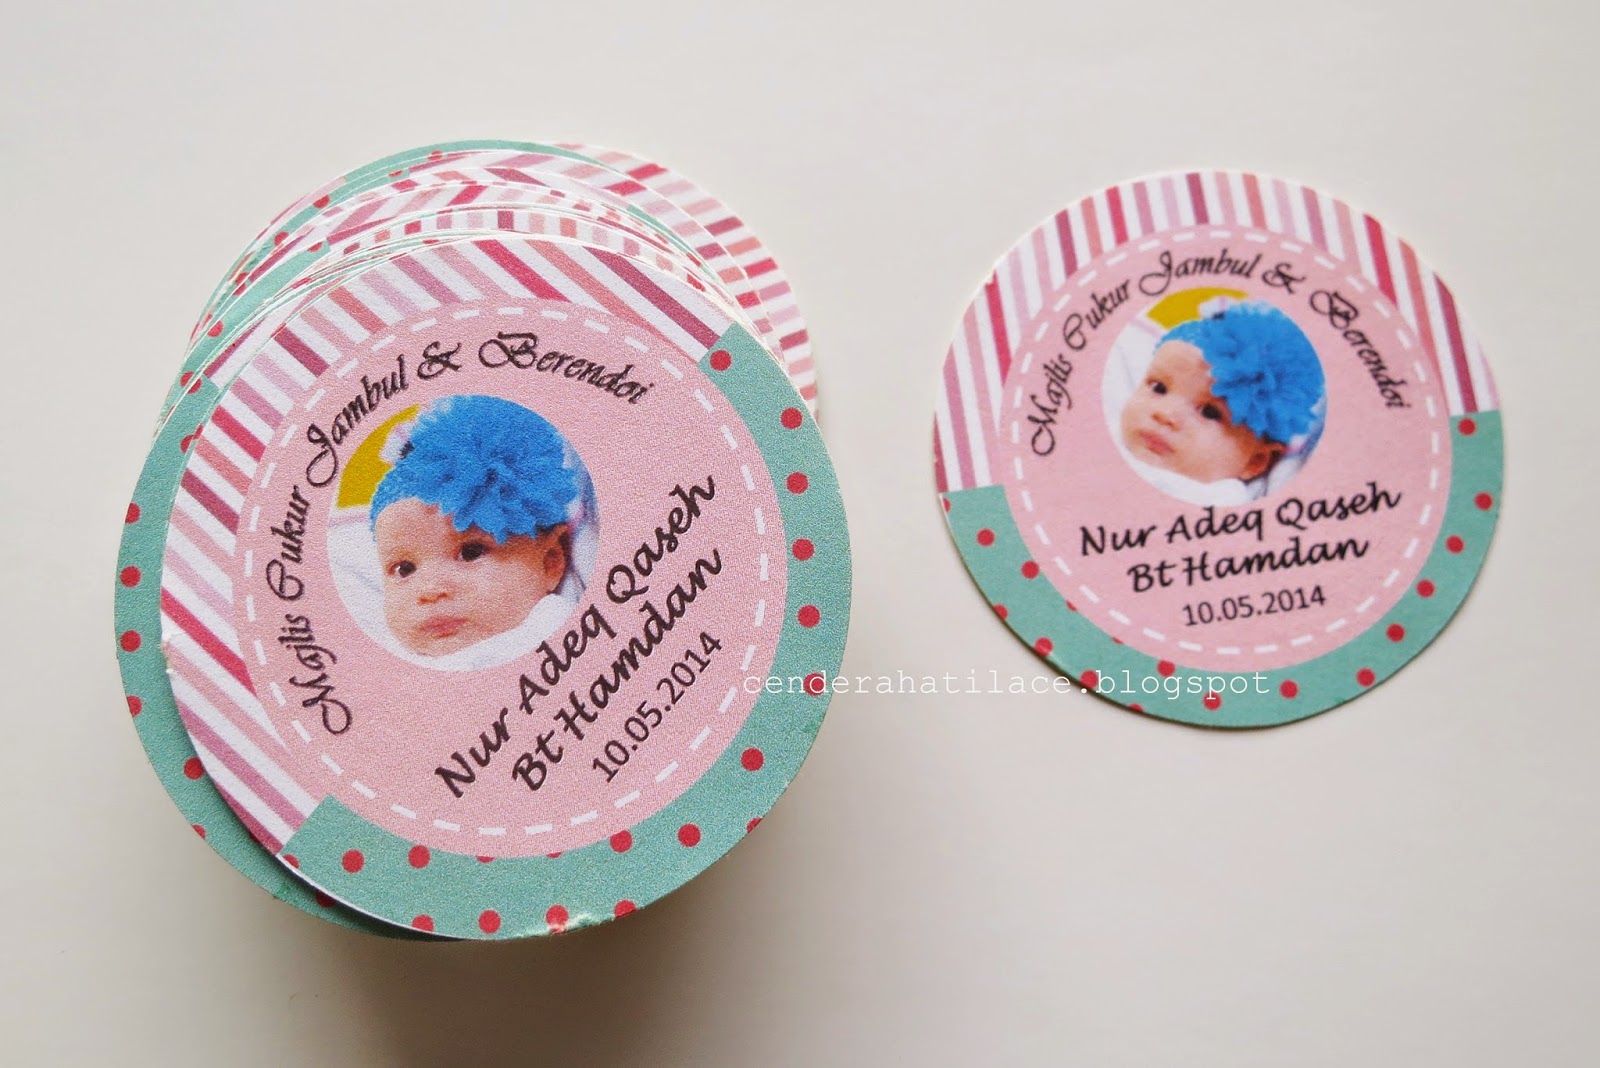 Majlis Cukur Jambul & Berendoi
Nur Adeq Qaseh
Bt Hamdan
10.05.2014
Majlis Cukur Jambul & Berendoi
Nur Adeq Qaseh
Bt Hamdan
10.05.2014
cenderahatilace.blogspot